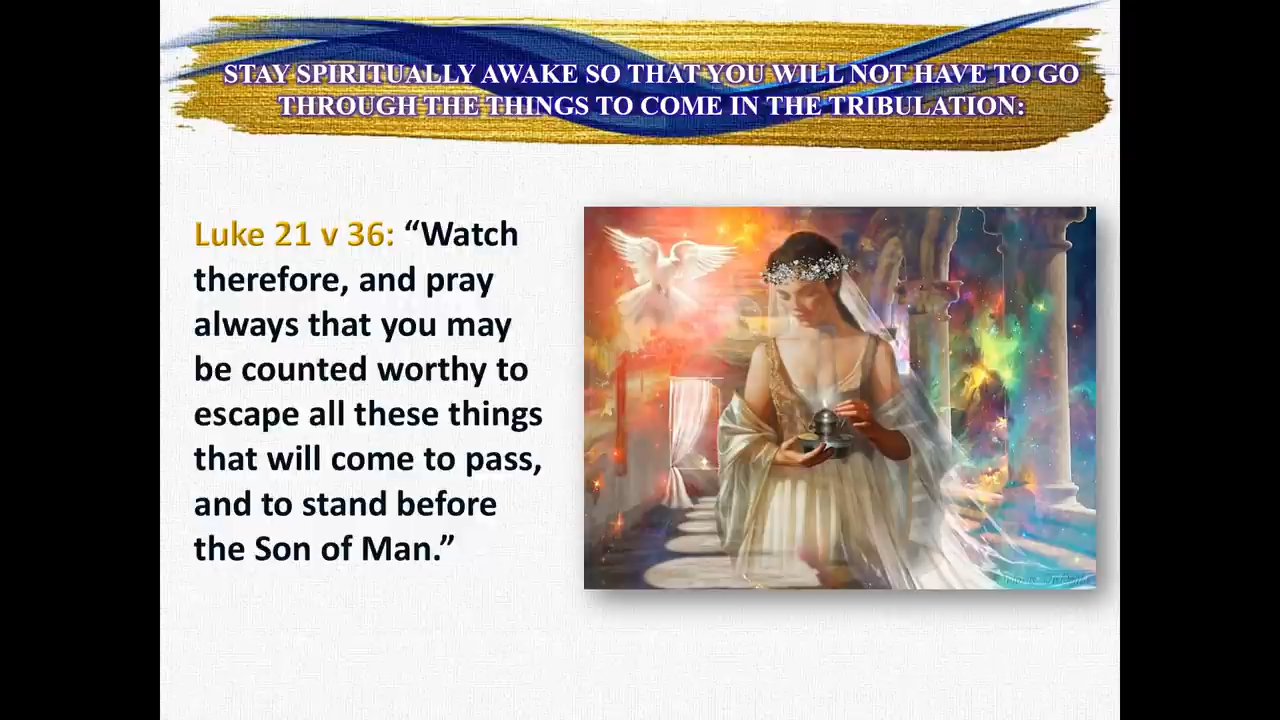 STAY SPIRITUALLY AWAKE SO THAT YOU WILL NOT HAVE TO GO
THROUGH THE THINGS TO COME IN THE TRIBULATION:
Luke 21 v 36: “Watch
therefore, and pray
always that you may
be counted worthy to
escape all these things
that will come to pass,
and to stand before
the Son of Man.”